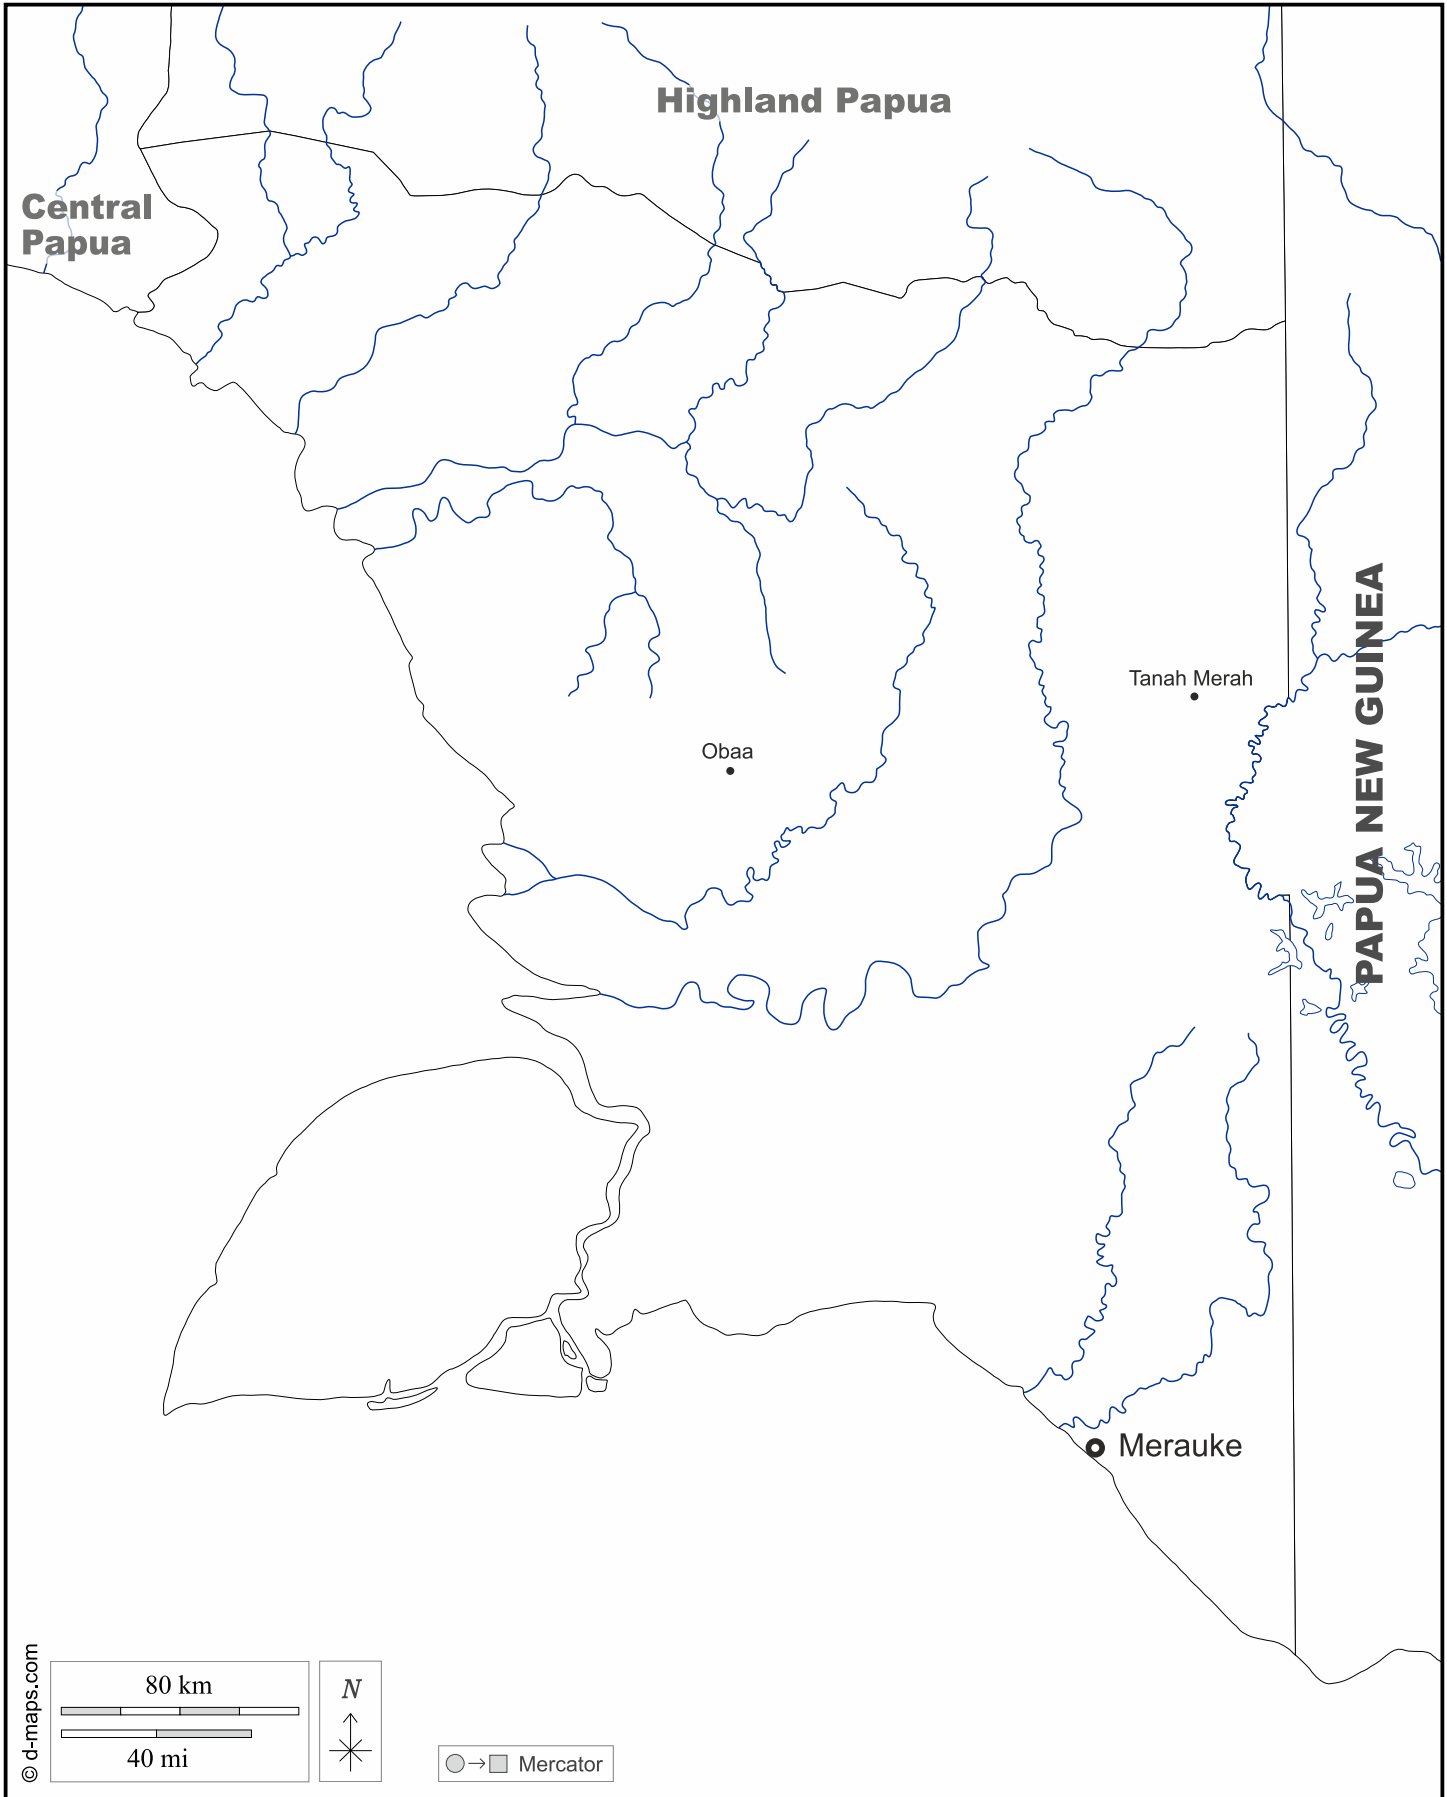 Highland Papua
Central
Papua
PAPUA NEW GUINEA
Tanah Merah
Obaa
Merauke
© d-maps.com
80 km
40 mi
N
Mercator